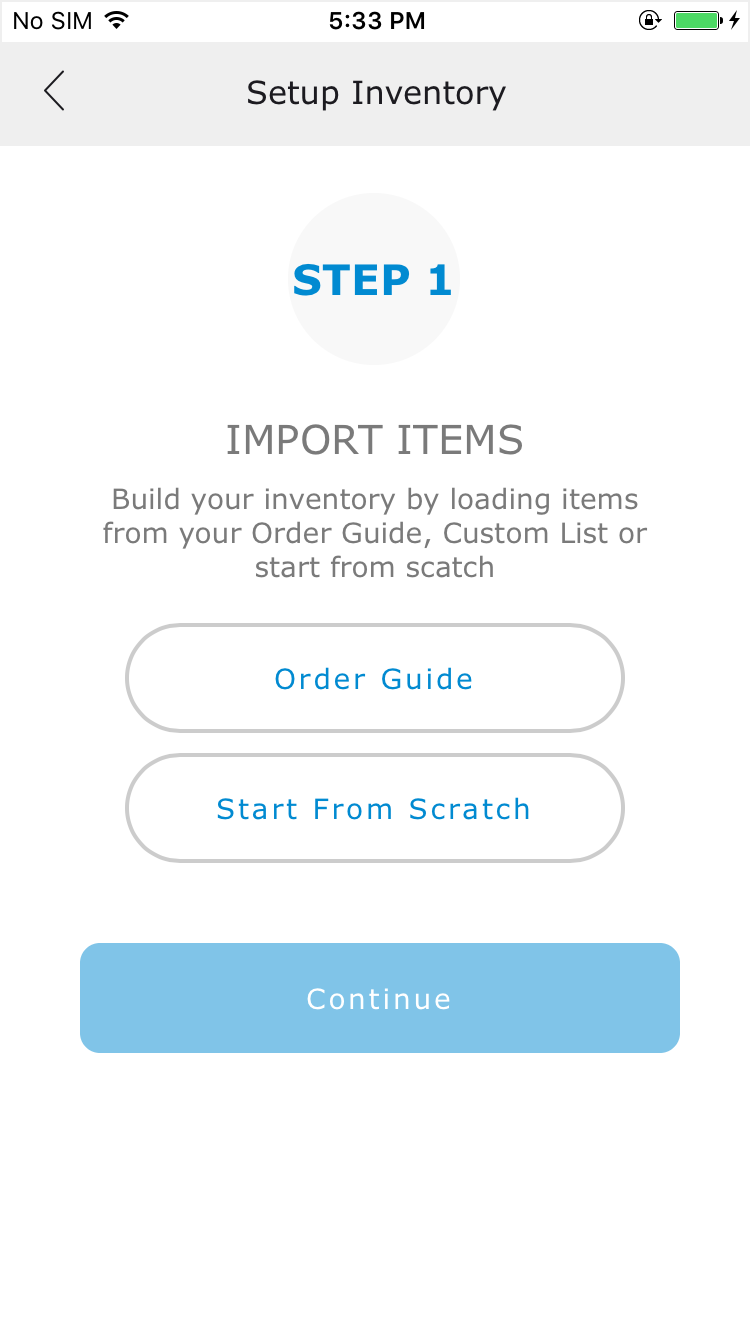 No SIM 5:33 PM
Setup Inventory
STEP 1
IMPORT ITEMS
Build your inventory by loading items
from your Order Guide, Custom List or
start from scatch
Order Guide
Start From Scratch
Continue